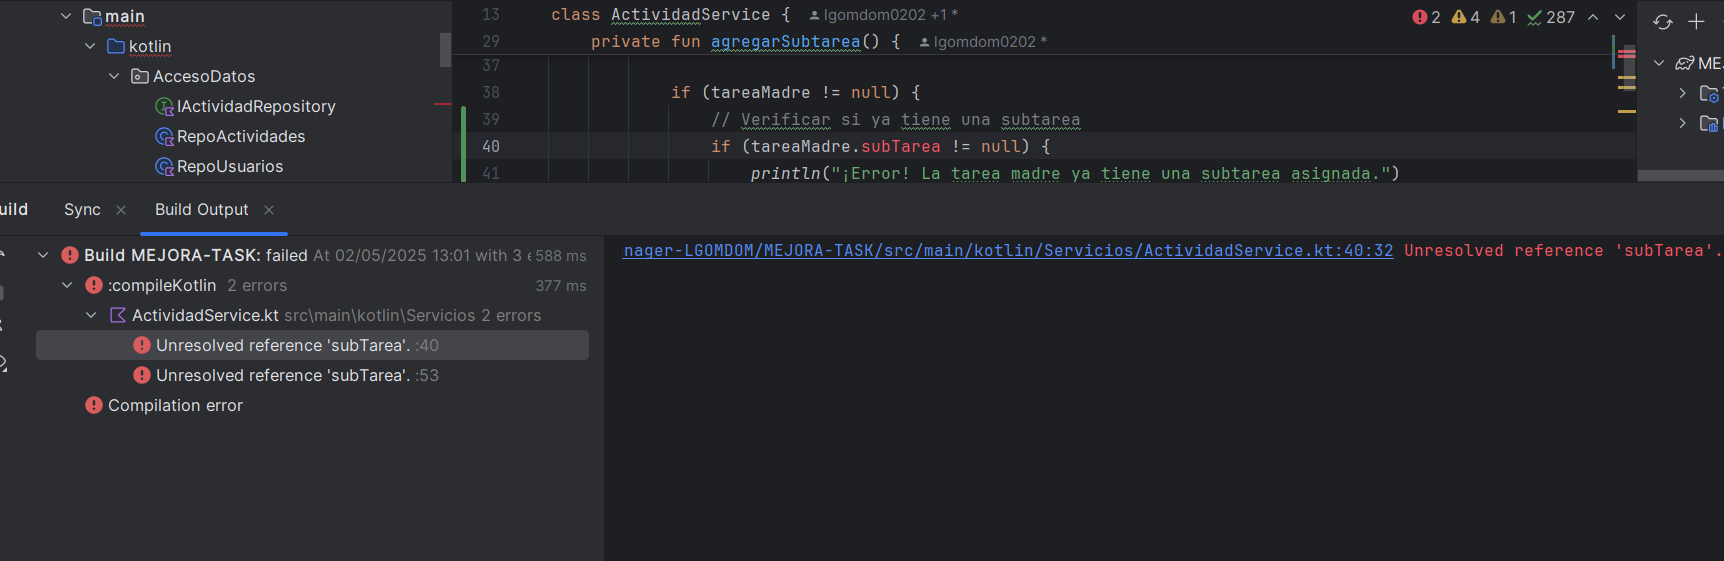 main
kotlin
AccesoDatos
IActividadRepository
RepoActividades
RepoUsuarios
13 class ActividadService { lgomdom0202 +1 *
29 private fun agregarSubtarea() { lgomdom0202 *
2 4 1 287
37
38 if (tareaMadre != null) {
39 // Verificar si ya tiene una subtarea
40 if (tareaMadre.subTarea != null) {
41 println("¡Error! La tarea madre ya tiene una subtarea asignada.")
ME
uild Sync Build Output
Build MEJORA-TASK: failed At 02/05/2025 13:01 with 3 e 588 ms
:compileKotlin 2 errors 377 ms
ActividadService.kt src\main\kotlin\Servicios 2 errors
Unresolved reference 'subTarea'. :40
Unresolved reference 'subTarea'. :53
Compilation error
nager-LGOMDOM/MEJORA-TASK/src/main/kotlin/Servicios/ActividadService.kt:40:32 Unresolved reference 'subTarea'.